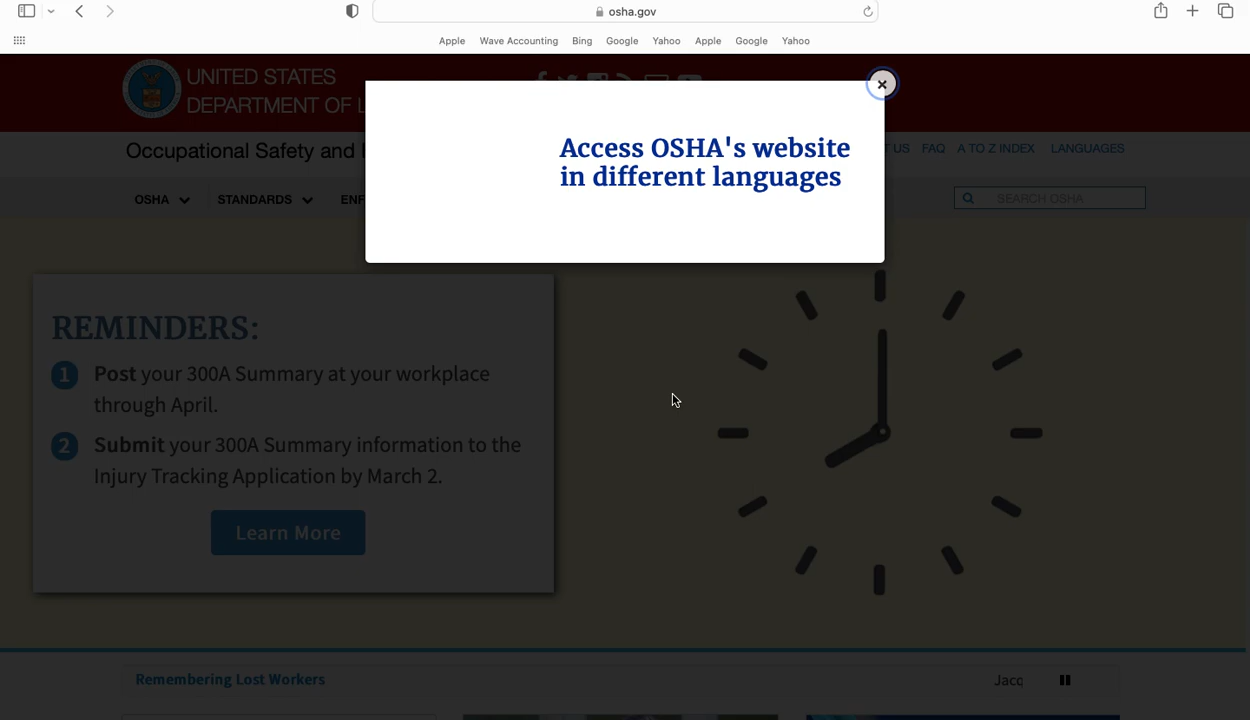 osha.gov
Apple Wave Accounting Bing Google Yahoo Apple Google Yahoo
UNITED STATES
DEPARTMENT OF L
Access OSHA's website
in different languages
Occupational Safety and
T US FAQ A TO Z INDEX LANGUAGES
OSHA STANDARDS ENF
SEARCH OSHA
REMINDERS:
1 Post your 300A Summary at your workplace
through April.
2 Submit your 300A Summary information to the
Injury Tracking Application by March 2.
Learn More
Remembering Lost Workers
Jacq